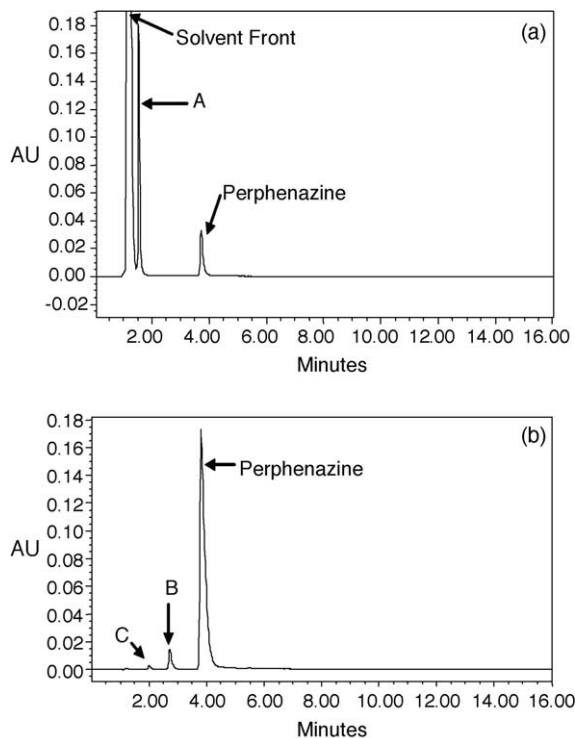 0.18
Solvent Front
(a)
0.16
0.14
0.12
A
0.10
AU
0.08
0.06
Perphenazine
0.04
0.02
0.00
-0.02
2.00 4.00 6.00 8.00 10.00 12.00 14.00 16.00
Minutes
0.18
(b)
0.16
Perphenazine
0.14
0.12
0.10
AU
0.08
0.06
B
0.04
C
0.02
0.00
2.00 4.00 6.00 8.00 10.00 12.00 14.00 16.00
Minutes